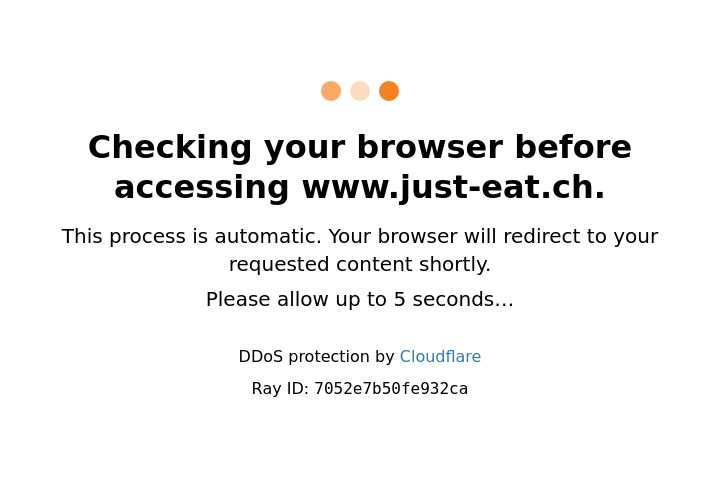 Checking your browser before
accessing www.just-eat.ch.
This process is automatic. Your browser will redirect to your
requested content shortly.
Please allow up to 5 seconds…
DDoS protection by Cloudflare
Ray ID: 7052e7b50fe932ca